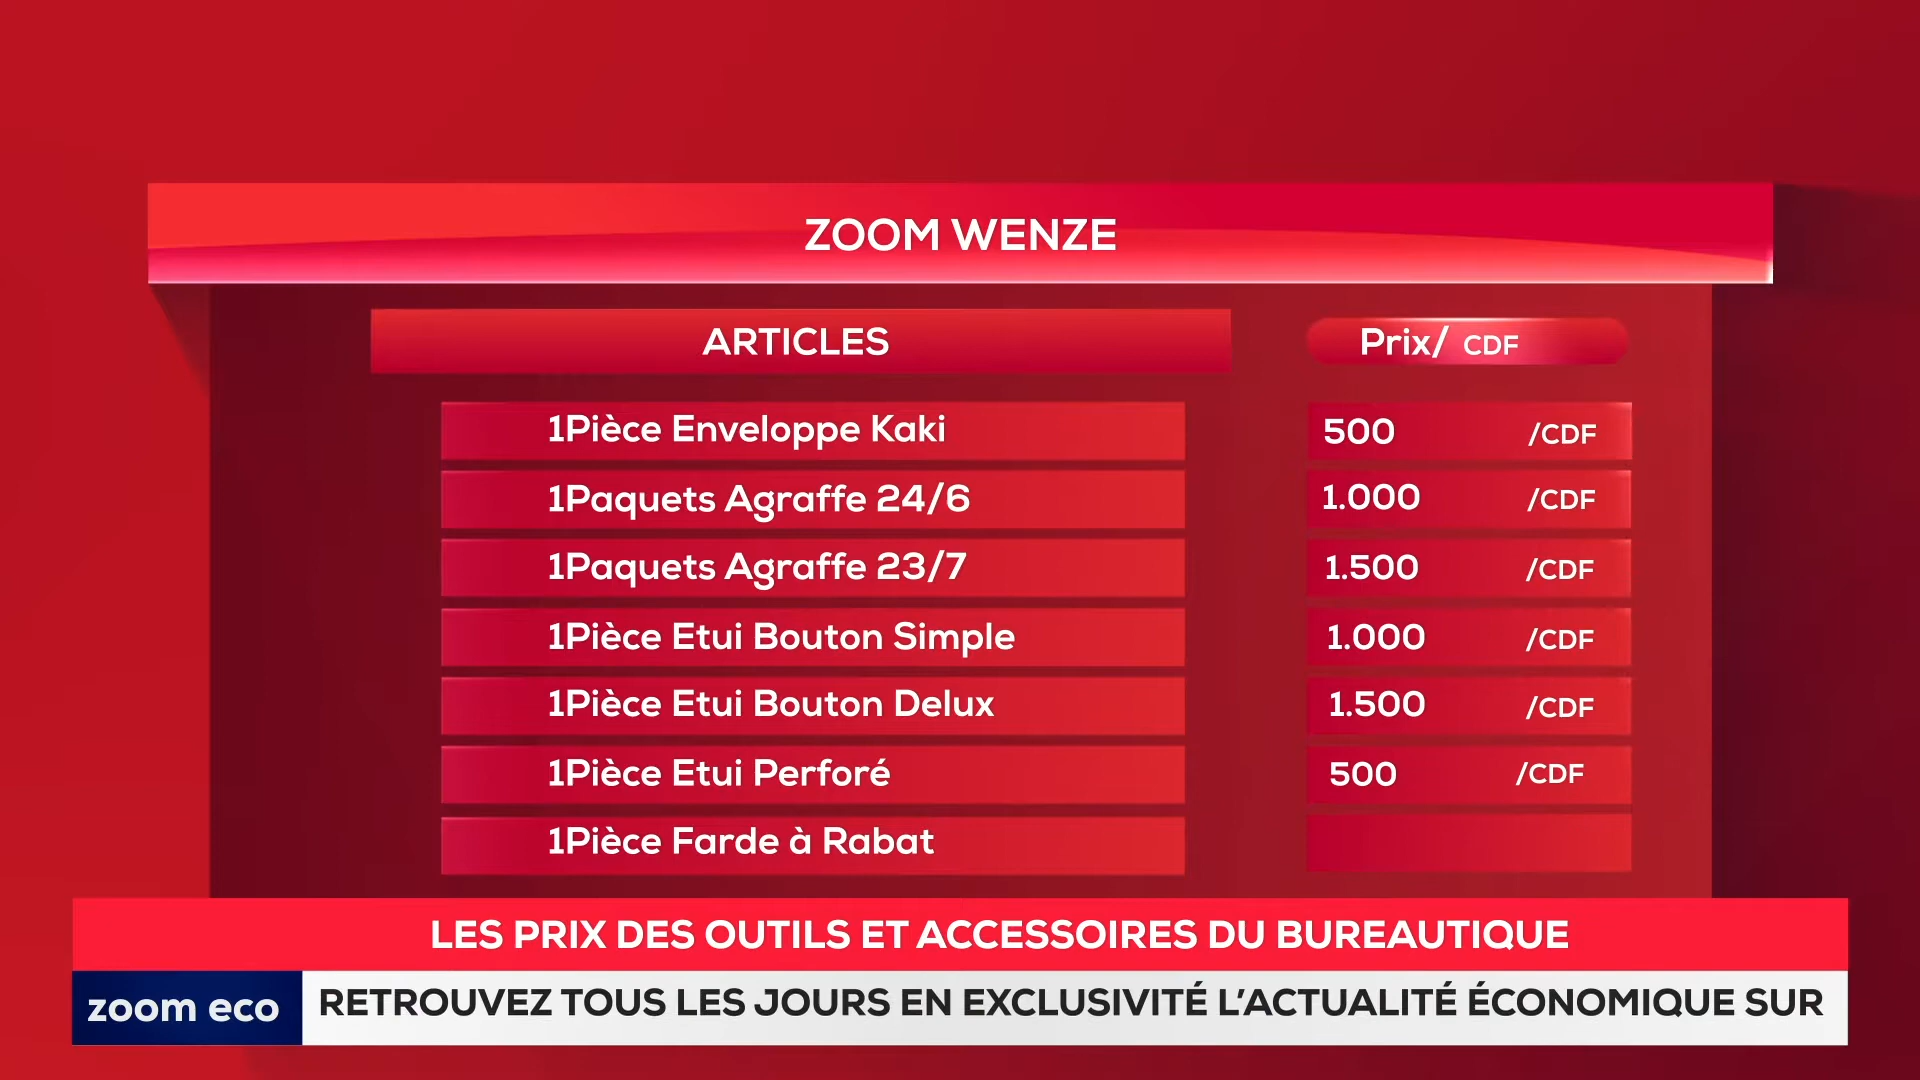 ZOOM WENZE
ARTICLES Prix/ CDF
1Pièce Enveloppe Kaki 500 /CDF
1Paquets Agraffe 24/6 1.000 /CDF
1Paquets Agraffe 23/7 1.500 /CDF
1Pièce Etui Bouton Simple 1.000 /CDF
1Pièce Etui Bouton Delux 1.500 /CDF
1Pièce Etui Perforé 500 /CDF
1Pièce Farde à Rabat
LES PRIX DES OUTILS ET ACCESSOIRES DU BUREAUTIQUE
zoom eco RETROUVEZ TOUS LES JOURS EN EXCLUSIVITÉ L’ACTUALITÉ ÉCONOMIQUE SUR